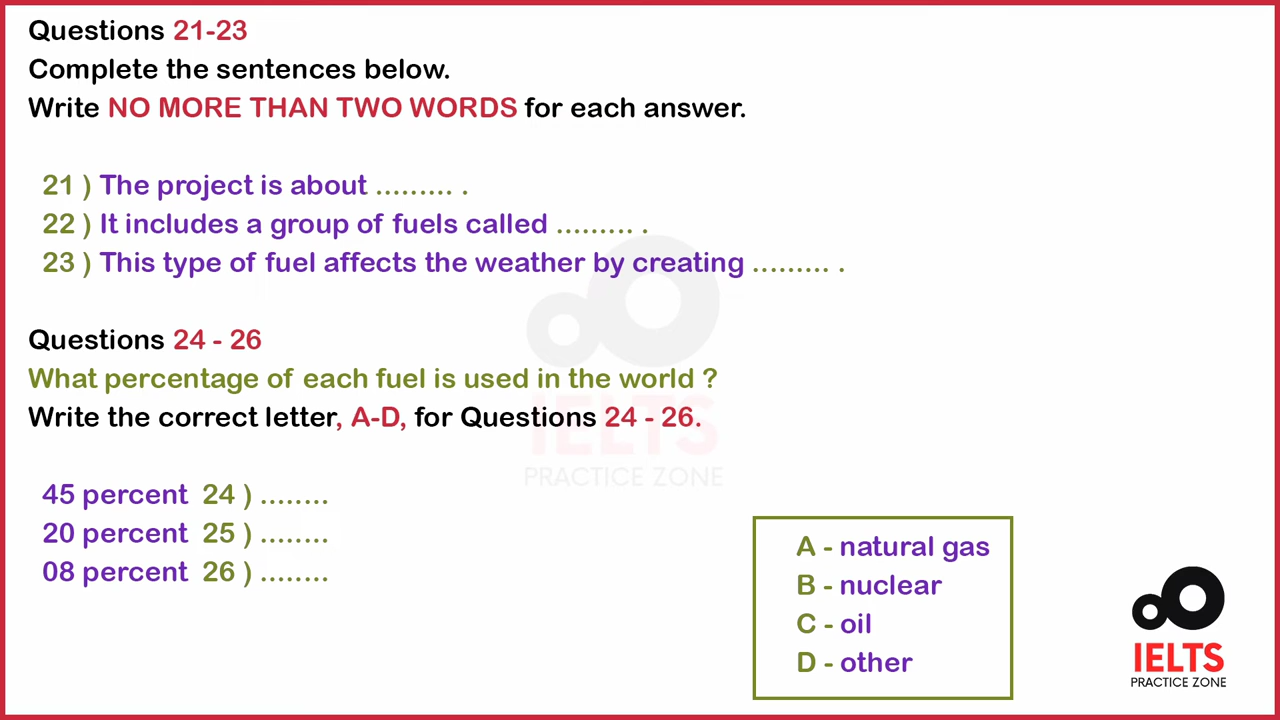 Questions 21-23
Complete the sentences below.
Write NO MORE THAN TWO WORDS for each answer.
21 ) The project is about ......... .
22 ) It includes a group of fuels called ......... .
23 ) This type of fuel affects the weather by creating ......... .
Questions 24 - 26
What percentage of each fuel is used in the world ?
Write the correct letter, A-D, for Questions 24 - 26.
IELTS
PRACTICE ZONE
45 percent 24 ) ........
20 percent 25 ) ........
08 percent 26 ) ........
A - natural gas
B - nuclear
C - oil
D - other
IELTS
PRACTICE ZONE